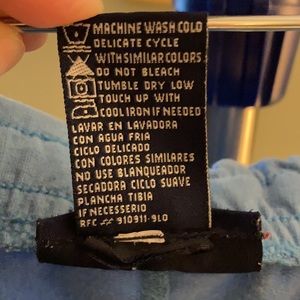 MACHINE WASH COLD
DELICATE CYCLE
WITH SIMILAR COLORS
DO NOT BLEACH
TUMBLE DRY LOW
TOUCH UP WITH
COOL IRON IF NEEDED
LAVAR EN LAVADORA
CON AGUA FRIA
CICLO DELICADO
CON COLORES SIMILARES
NO USE BLANQUEADOR
SECADORA CICLO SUAVE
PLANCHA TIBIA
IF NECESSERIO
RFC # 910911-9L0